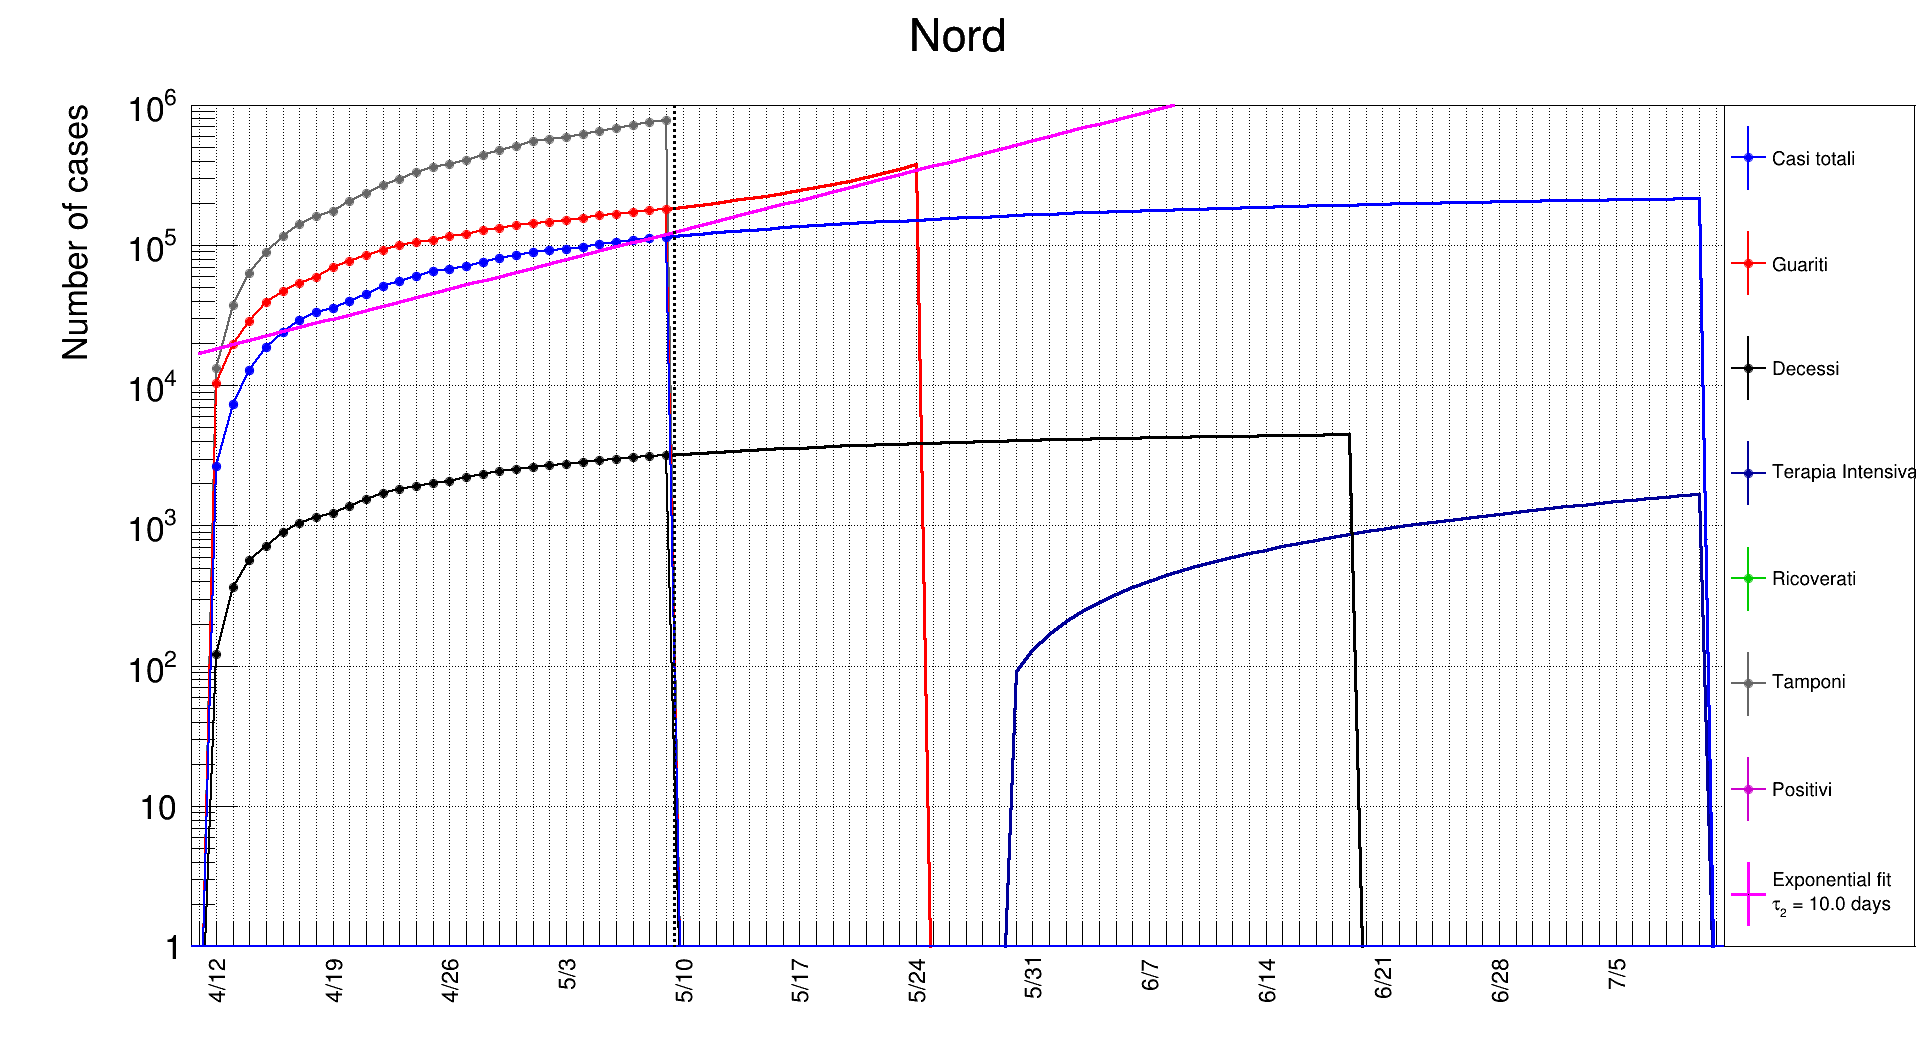 Nord
Number of cases
10^6
10^5
10^4
10^3
10^2
10
1
4/12
4/19
4/26
5/3
5/10
5/17
5/24
5/31
6/7
6/14
6/21
6/28
7/5
Casi totali
Guariti
Decessi
Terapia Intensiva
Ricoverati
Tamponi
Positivi
Exponential fit
τ₂ = 10.0 days